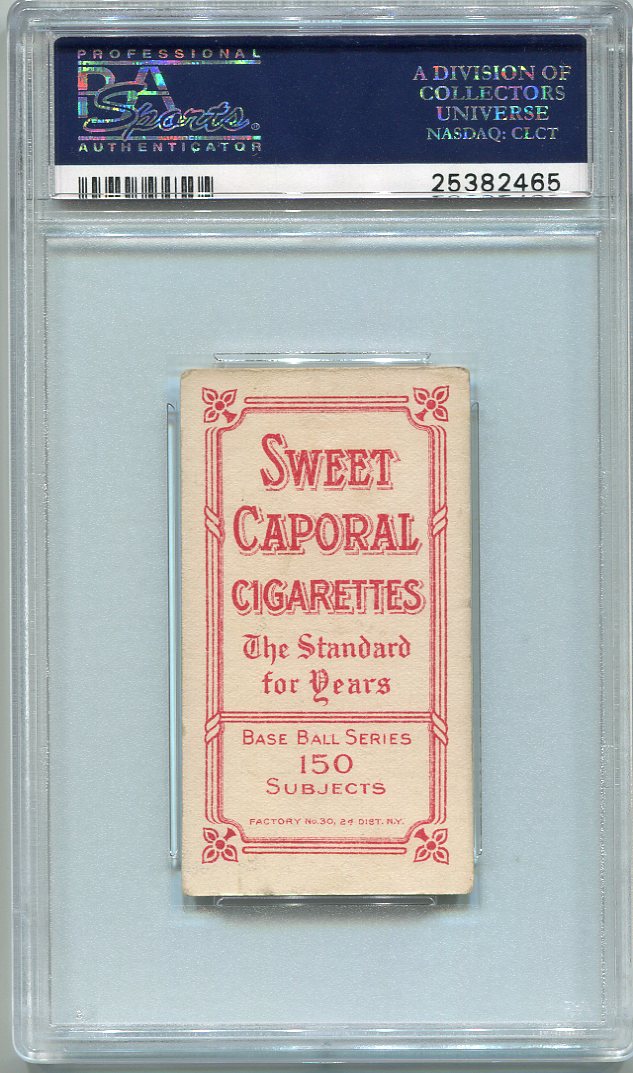 PROFESSIONAL
PSA
Sports®
AUTHENTICATOR
A DIVISION OF
COLLECTORS
UNIVERSE
NASDAQ: CLCT
25382465
SWEET
CAPORAL
CIGARETTES
The Standard
for Years
BASE BALL SERIES
150
SUBJECTS
FACTORY No. 30, 2d DIST. N.Y.